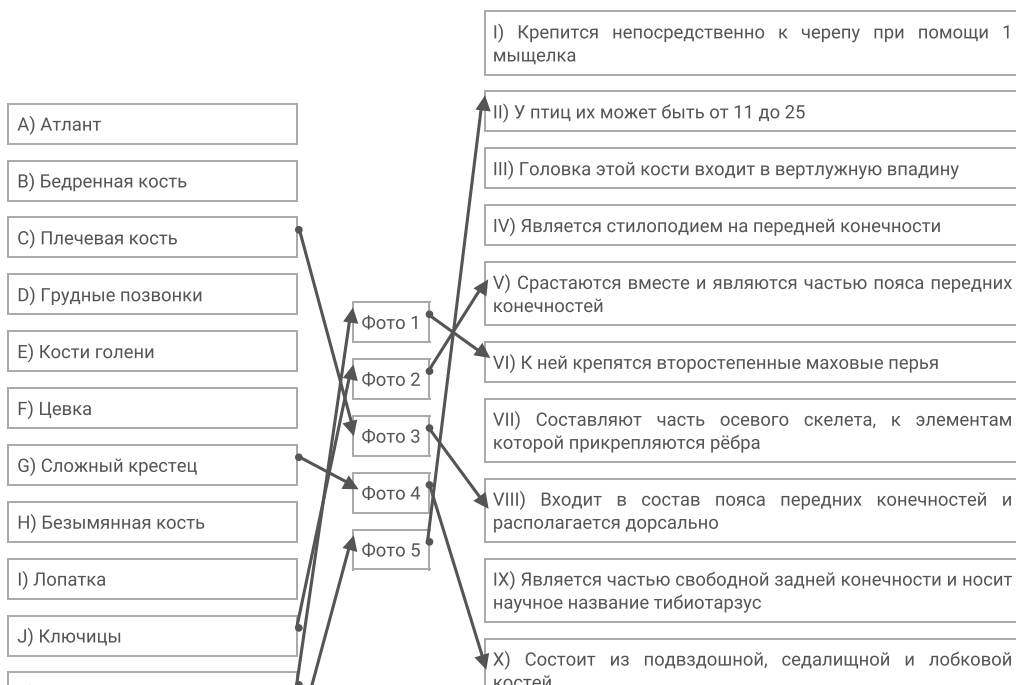 I) Крепится непосредственно к черепу при помощи 1
мыщелка
II) У птиц их может быть от 11 до 25
A) Атлант
III) Головка этой кости входит в вертлужную впадину
B) Бедренная кость
IV) Является стилоподием на передней конечности
C) Плечевая кость
V) Срастаются вместе и являются частью пояса передних
конечностей
D) Грудные позвонки
Фото 1
E) Кости голени
VI) К ней крепятся второстепенные маховые перья
Фото 2
F) Цевка
VII) Составляют часть осевого скелета, к элементам
которой прикрепляются рёбра
Фото 3
G) Сложный крестец
Фото 4
VIII) Входит в состав пояса передних конечностей и
располагается дорсально
H) Безымянная кость
Фото 5
I) Лопатка
IX) Является частью свободной задней конечности и носит
научное название тибиотарзус
J) Ключицы
X) Состоит из подвздошной, седалищной и лобковой
костей